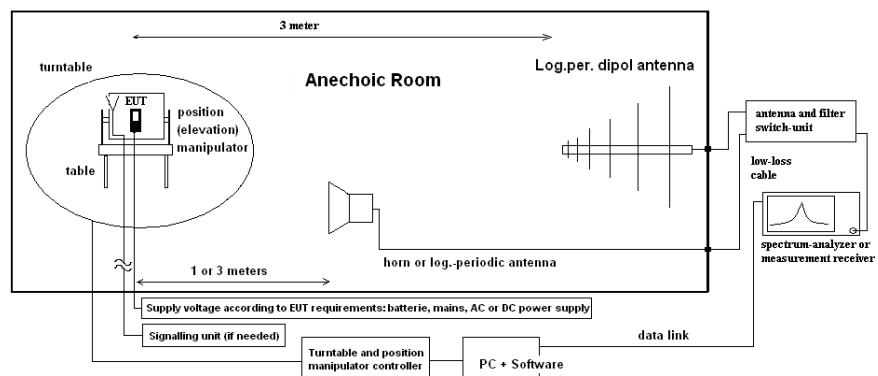 3 meter
turntable
Anechoic Room
Log.per. dipol antenna
EUT
position
(elevation)
manipulator
table
antenna and filter
switch-unit
low-loss
cable
spectrum-analyzer or
measurement receiver
horn or log.-periodic antenna
1 or 3 meters
Supply voltage according to EUT requirements: batterie, mains, AC or DC power supply
Signalling unit (if needed)
data link
Turntable and position
manipulator controller
PC + Software